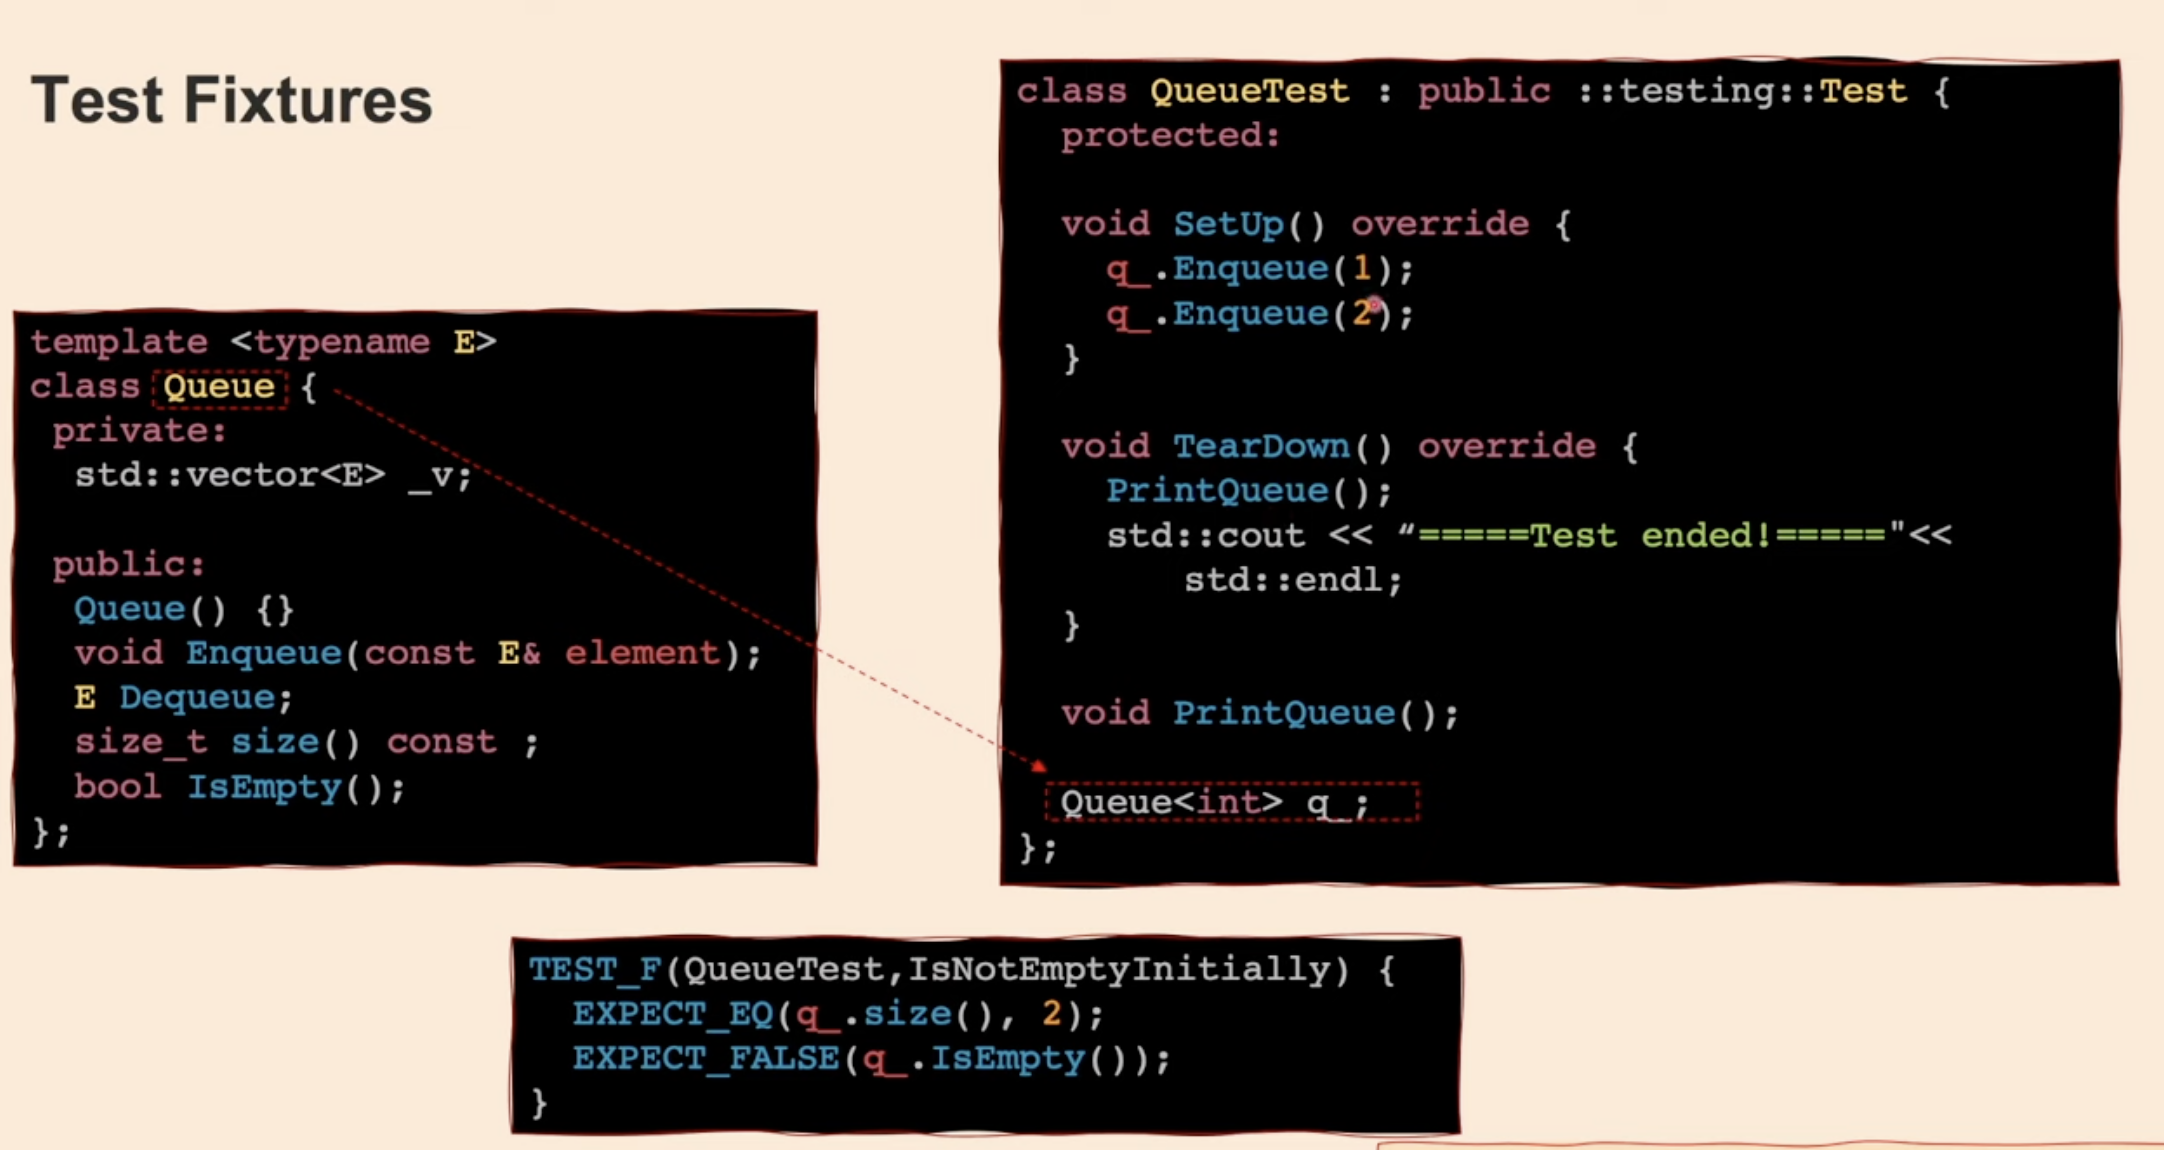 Test Fixtures
template <typename E>
class Queue {
private:
std::vector<E> _v;
public:
Queue() {}
void Enqueue(const E& element);
E Dequeue;
size_t size() const ;
bool IsEmpty();
};
class QueueTest : public ::testing::Test {
protected:
void SetUp() override {
q_.Enqueue(1);
q_.Enqueue(2);
}
void TearDown() override {
PrintQueue();
std::cout << “=====Test ended!====="<<
std::endl;
}
void PrintQueue();
Queue<int> q_;
};
TEST_F(QueueTest,IsNotEmptyInitially) {
EXPECT_EQ(q_.size(), 2);
EXPECT_FALSE(q_.IsEmpty());
}